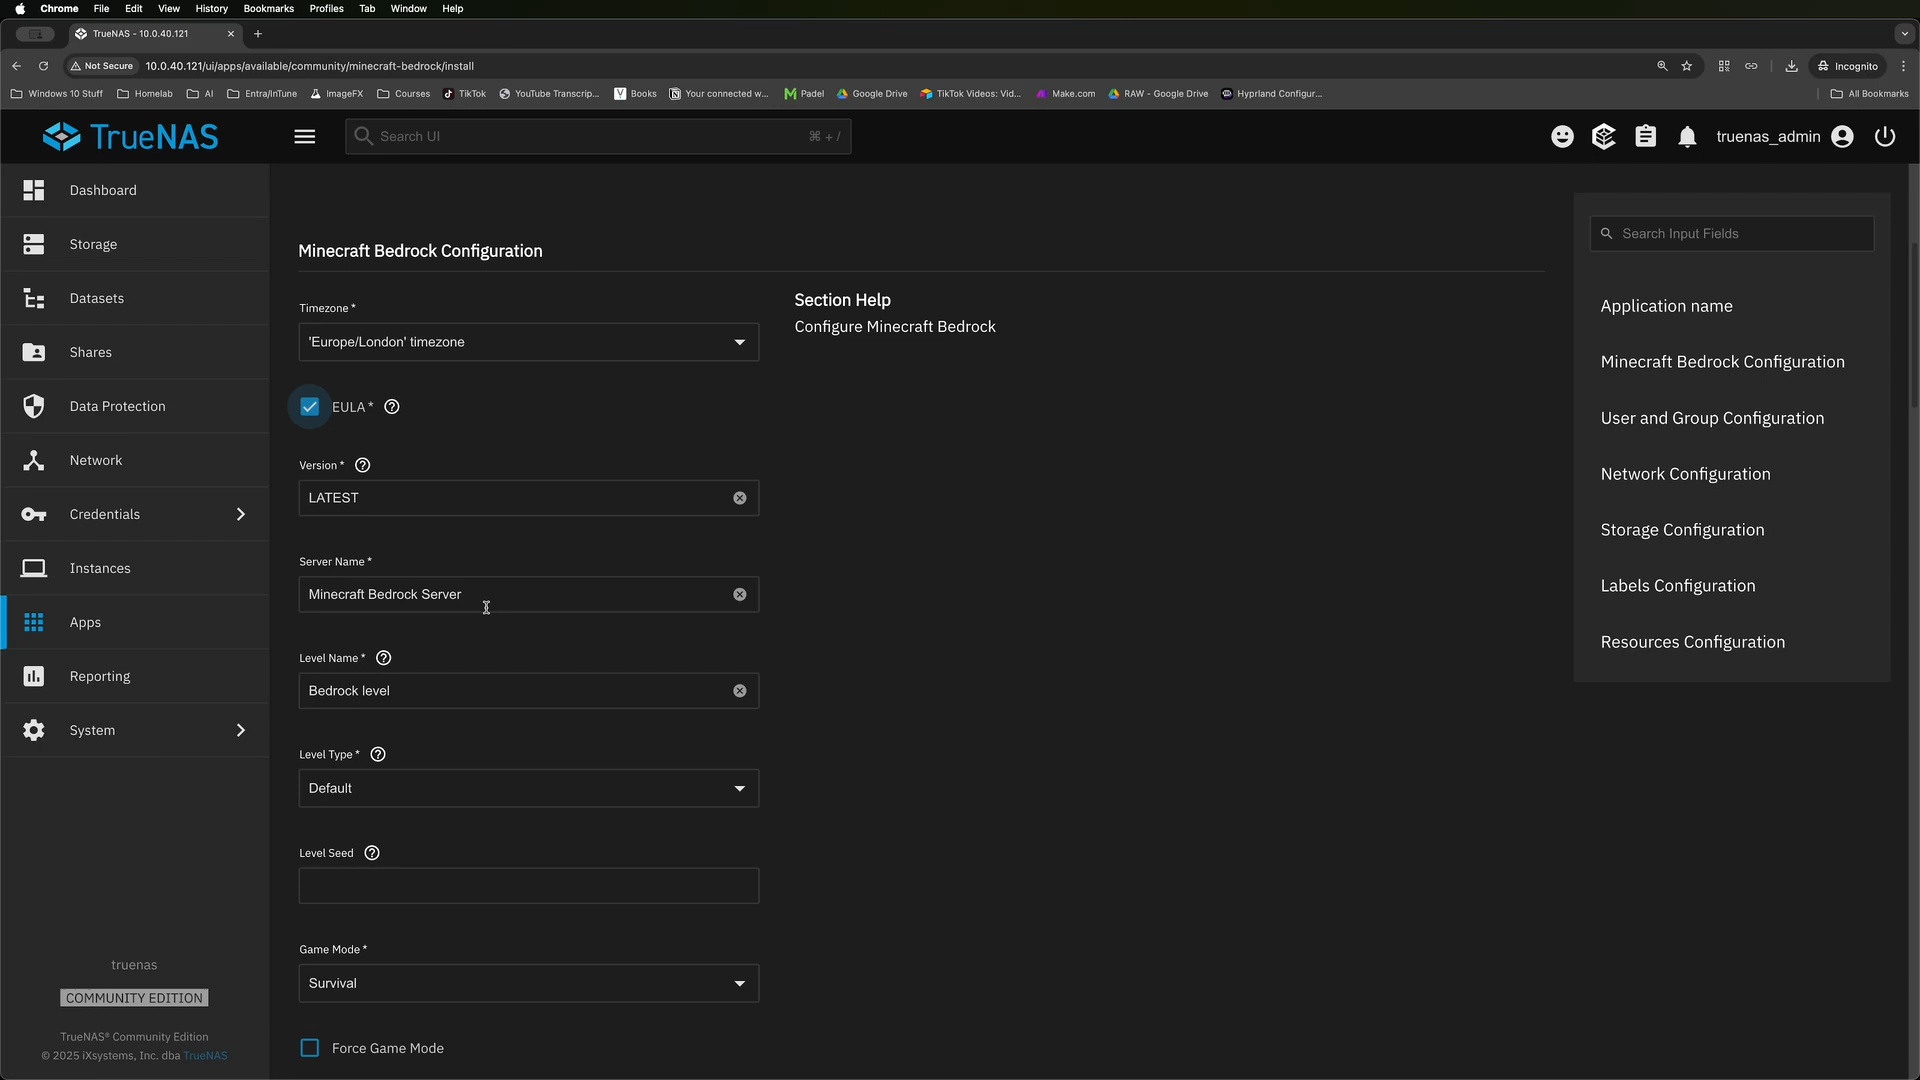 Chrome File Edit View History Bookmarks Profiles Tab Window Help
TrueNAS - 10.0.40.121
Not Secure 10.0.40.121/ui/apps/available/community/minecraft-bedrock/install Incognito
Windows 10 Stuff Homelab AI Entra/InTune ImageFX Courses TikTok YouTube Transcrip... Books Your connected w... Padel Google Drive TikTok Videos: Vid... Make.com RAW - Google Drive Hyprland Configur... All Bookmarks
TrueNAS Search UI ⌘ + / truenas_admin
Dashboard
Storage
Datasets
Shares
Data Protection
Network
Credentials
Instances
Apps
Reporting
System
truenas
COMMUNITY EDITION
TrueNAS® Community Edition
© 2025 iXsystems, Inc. dba TrueNAS
Minecraft Bedrock Configuration
Timezone *
'Europe/London' timezone
EULA *
Version *
LATEST
Server Name *
Minecraft Bedrock Server
Level Name *
Bedrock level
Level Type *
Default
Level Seed
Game Mode *
Survival
Force Game Mode
Section Help
Configure Minecraft Bedrock
Search Input Fields
Application name
Minecraft Bedrock Configuration
User and Group Configuration
Network Configuration
Storage Configuration
Labels Configuration
Resources Configuration